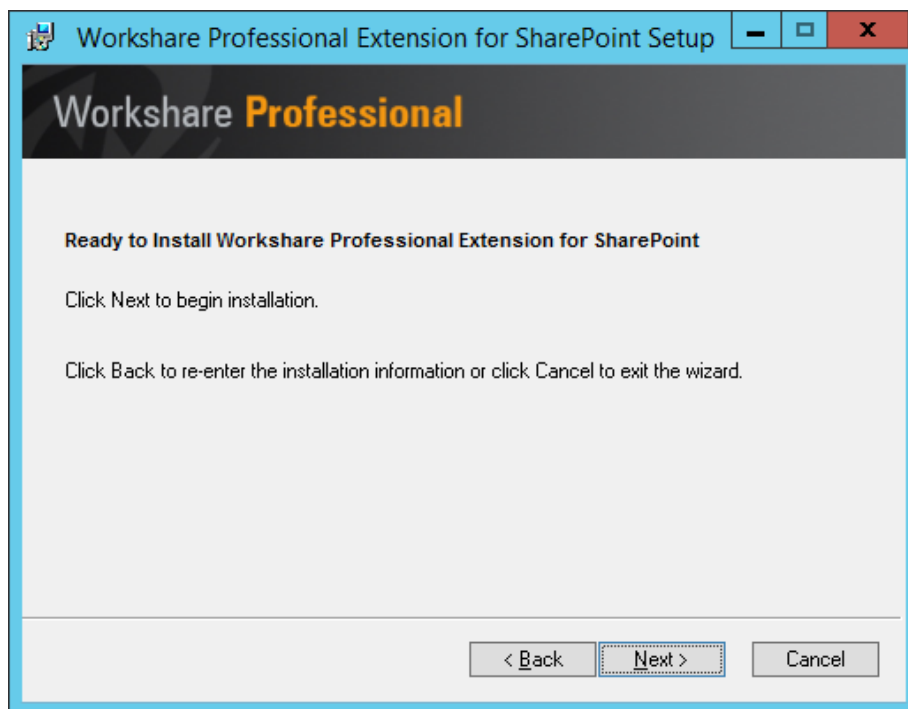 Workshare Professional Extension for SharePoint Setup
Workshare Professional
Ready to Install Workshare Professional Extension for SharePoint
Click Next to begin installation.
Click Back to re-enter the installation information or click Cancel to exit the wizard.
< Back Next > Cancel